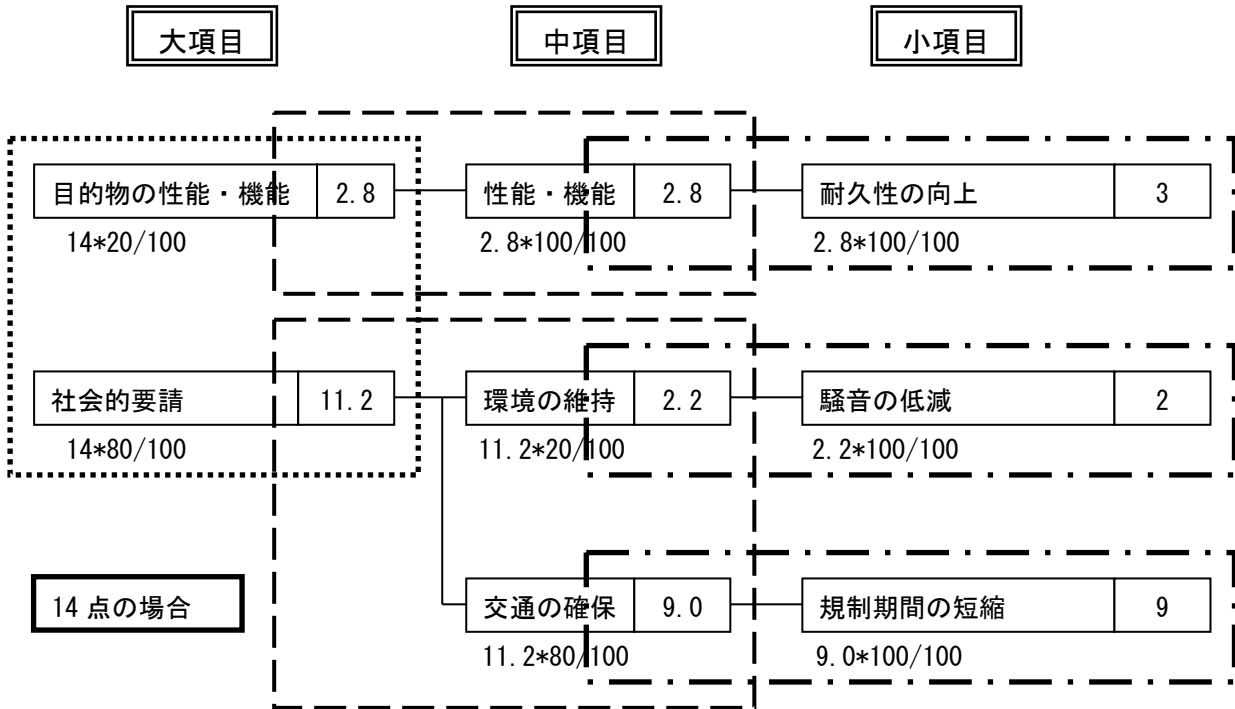 大項目 中項目 小項目
目的物の性能・機能 2.8 性能・機能 2.8 耐久性の向上 3
14*20/100 2.8*100/100 2.8*100/100
社会的要請 11.2 環境の維持 2.2 騒音の低減 2
14*80/100 11.2*20/100 2.2*100/100
14点の場合 交通の確保 9.0 規制期間の短縮 9
11.2*80/100 9.0*100/100